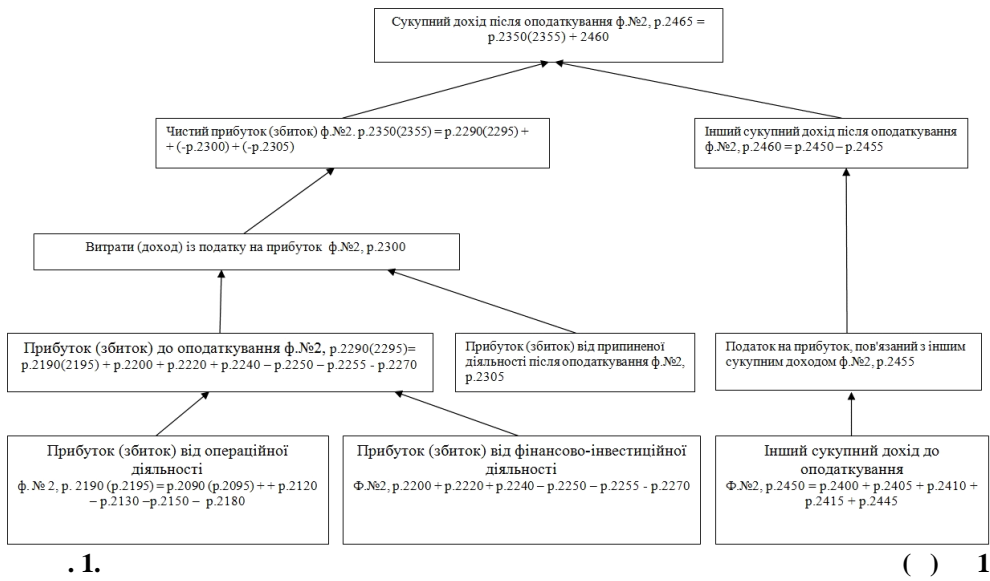 Сукупний дохід після оподаткування ф.№2, р.2465 =
р.2350(2355) + 2460
Чистий прибуток (збиток) ф.№2. р.2350(2355) = р.2290(2295) +
+ (-р.2300) + (-р.2305)
Інший сукупний дохід після оподаткування
ф.№2, р.2460 = р.2450 – р.2455
Витрати (доход) із податку на прибуток ф.№2, р.2300
Прибуток (збиток) до оподаткування ф.№2, р.2290(2295)=
р.2190(2195) + р.2200 + р.2220 + р.2240 – р.2250 – р.2255 - р.2270
Прибуток (збиток) від припиненої
діяльності після оподаткування ф.№2,
р.2305
Податок на прибуток, пов'язаний з іншим
сукупним доходом ф.№2, р.2455
Прибуток (збиток) від операційної
діяльності
ф. № 2, р. 2190 (р.2195) = р.2090 (р.2095) + + р.2120
– р.2130 –р.2150 – р.2180
Прибуток (збиток) від фінансово-інвестиційної
діяльності
Ф.№2, р.2200 + р.2220 + р.2240 – р.2250 – р.2255 - р.2270
Інший сукупний дохід до
оподаткування
Ф.№2, р.2450 = р.2400 + р.2405 + р.2410 +
р.2415 + р.2445
. 1. ( ) 1